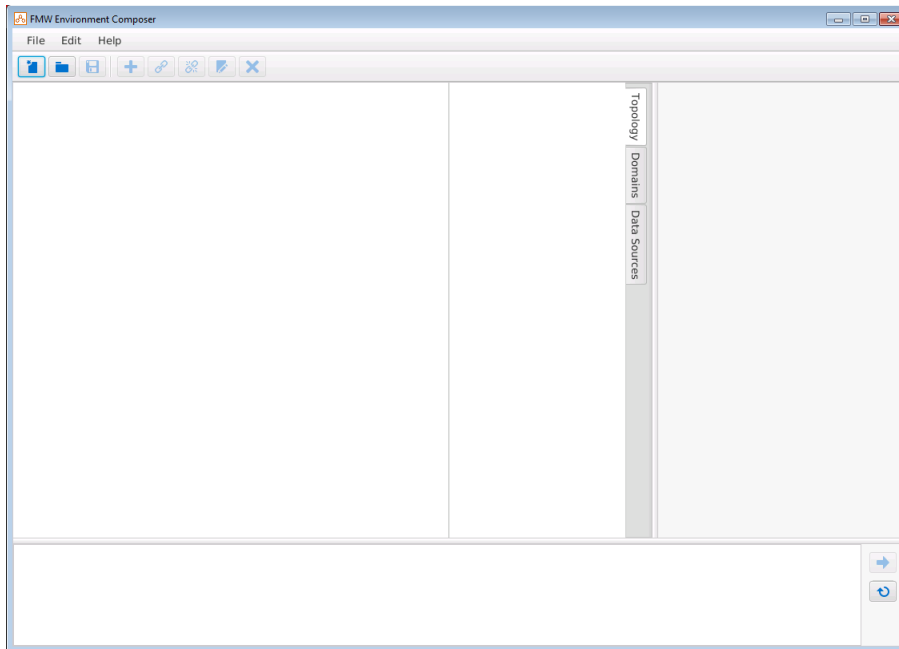 FMW Environment Composer
File Edit Help
Topology
Domains
Data Sources